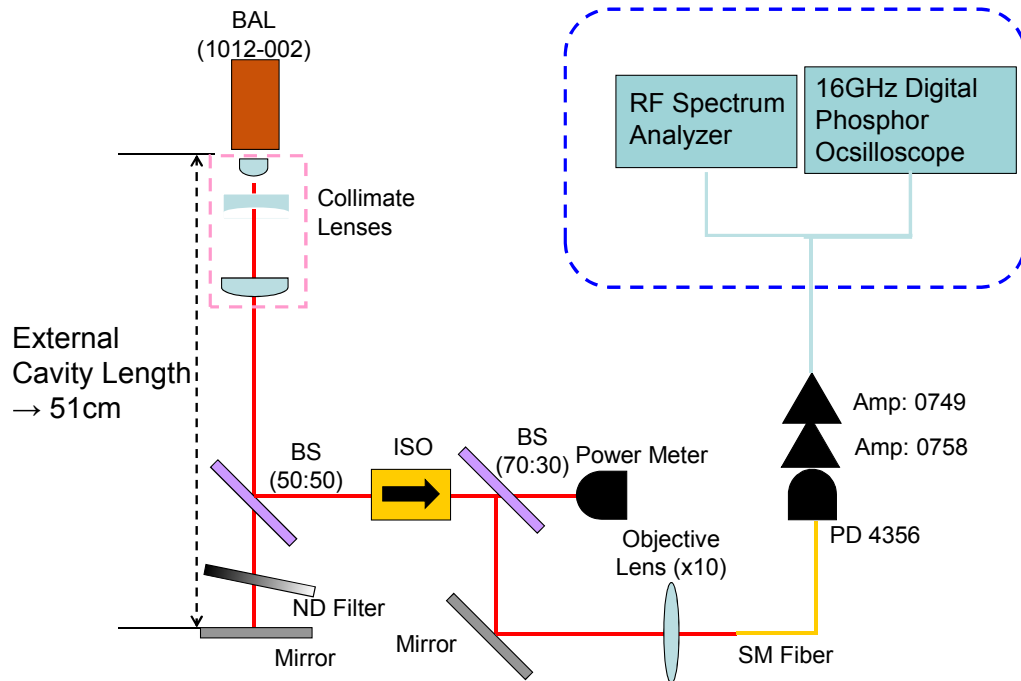 BAL
(1012-002)
RF Spectrum
Analyzer
16GHz Digital
Phosphor
Ocsilloscope
Collimate
Lenses
External
Cavity Length
→ 51cm
Amp: 0749
Amp: 0758
BS
(50:50)
ISO
BS
(70:30)
Power Meter
PD 4356
Objective
Lens (x10)
ND Filter
Mirror
Mirror
SM Fiber